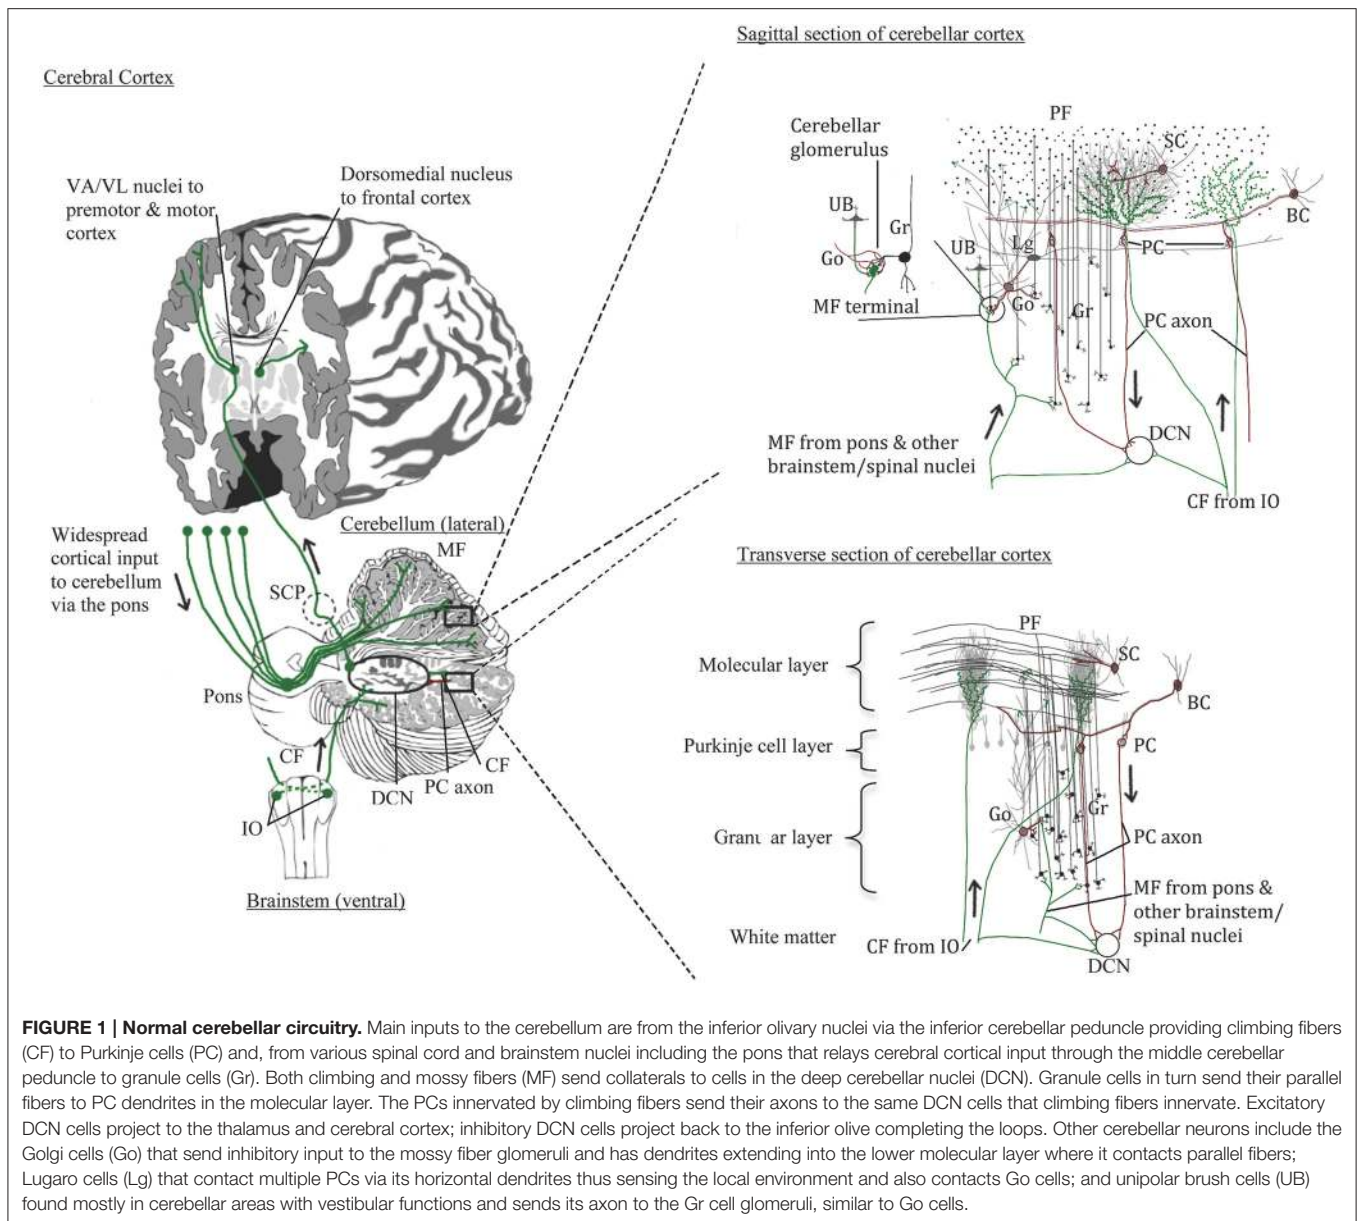 Sagittal section of cerebellar cortex
Cerebral Cortex
VA/VL nuclei to
premotor & motor
cortex
Dorsomedial nucleus
to frontal cortex
Widespread
cortical input
to cerebellum
via the pons
Cerebellum (lateral)
MF
SCP
Pons
CF
IO
DCN
PC axon
CF
Brainstem (ventral)
PF
Cerebellar
glomerulus
SC
UB
Gr
BC
Go
UB
Lg
PC
MF terminal
Go
Gr
PC axon
MF from pons & other
brainstem/spinal nuclei
DCN
CF from IO
Transverse section of cerebellar cortex
PF
Molecular layer
SC
BC
Purkinje cell layer
PC
Go
Gr
Granu ar layer
PC axon
MF from pons &
other brainstem/
spinal nuclei
White matter
CF from IO
DCN
FIGURE 1 | Normal cerebellar circuitry. Main inputs to the cerebellum are from the inferior olivary nuclei via the inferior cerebellar peduncle providing climbing fibers
(CF) to Purkinje cells (PC) and, from various spinal cord and brainstem nuclei including the pons that relays cerebral cortical input through the middle cerebellar
peduncle to granule cells (Gr). Both climbing and mossy fibers (MF) send collaterals to cells in the deep cerebellar nuclei (DCN). Granule cells in turn send their parallel
fibers to PC dendrites in the molecular layer. The PCs innervated by climbing fibers send their axons to the same DCN cells that climbing fibers innervate. Excitatory
DCN cells project to the thalamus and cerebral cortex; inhibitory DCN cells project back to the inferior olive completing the loops. Other cerebellar neurons include the
Golgi cells (Go) that send inhibitory input to the mossy fiber glomeruli and has dendrites extending into the lower molecular layer where it contacts parallel fibers;
Lugaro cells (Lg) that contact multiple PCs via its horizontal dendrites thus sensing the local environment and also contacts Go cells; and unipolar brush cells (UB)
found mostly in cerebellar areas with vestibular functions and sends its axon to the Gr cell glomeruli, similar to Go cells.